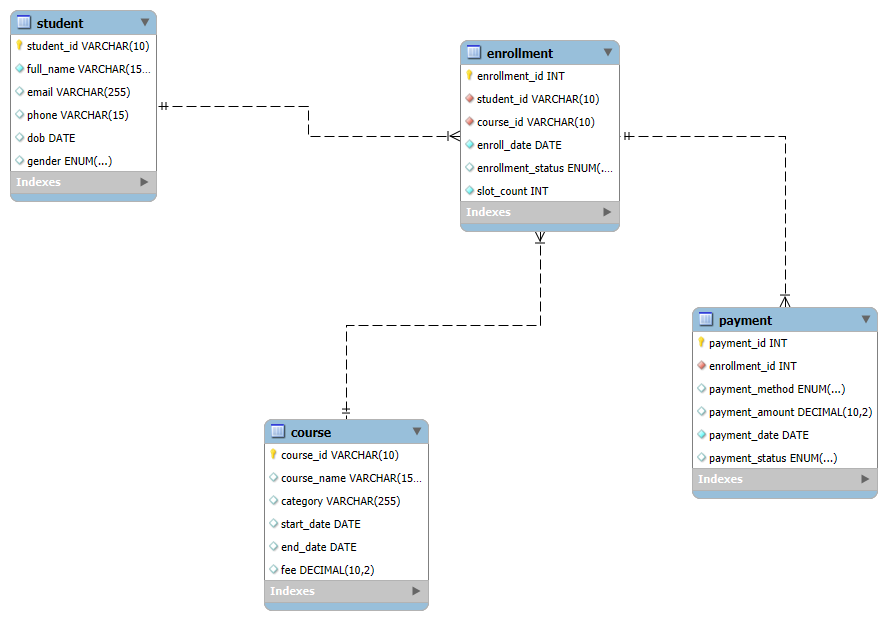 student
student_id VARCHAR(10)
full_name VARCHAR(15...
email VARCHAR(255)
phone VARCHAR(15)
dob DATE
gender ENUM(...)
Indexes
enrollment
enrollment_id INT
student_id VARCHAR(10)
course_id VARCHAR(10)
enroll_date DATE
enrollment_status ENUM(....
slot_count INT
Indexes
payment
payment_id INT
enrollment_id INT
payment_method ENUM(...)
payment_amount DECIMAL(10,2)
payment_date DATE
payment_status ENUM(...)
Indexes
course
course_id VARCHAR(10)
course_name VARCHAR(15...
category VARCHAR(255)
start_date DATE
end_date DATE
fee DECIMAL(10,2)
Indexes